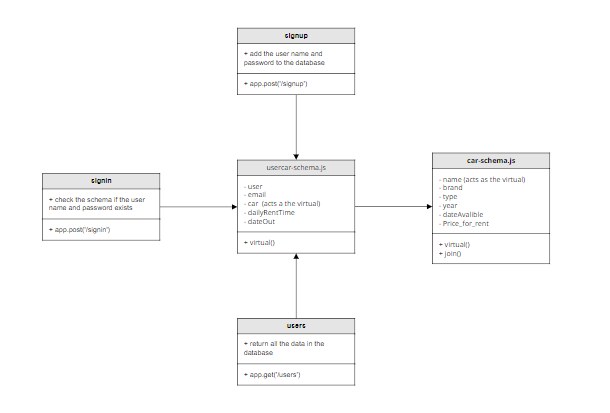 signup
+ add the user name and
password to the database
+ app.post('/signup')
signin
+ check the schema if the user
name and password exists
+ app.post('/signin')
usercar-schema.js
- user
- email
- car (acts a the virtual)
- dailyRentTime
- dateOut
+ virtual()
car-schema.js
- name (acts as the virtual)
- brand
- type
- year
- dateAvalible
- Price_for_rent
+ virtual()
+ join()
users
+ return all the data in the
database
+ app.get('/users')